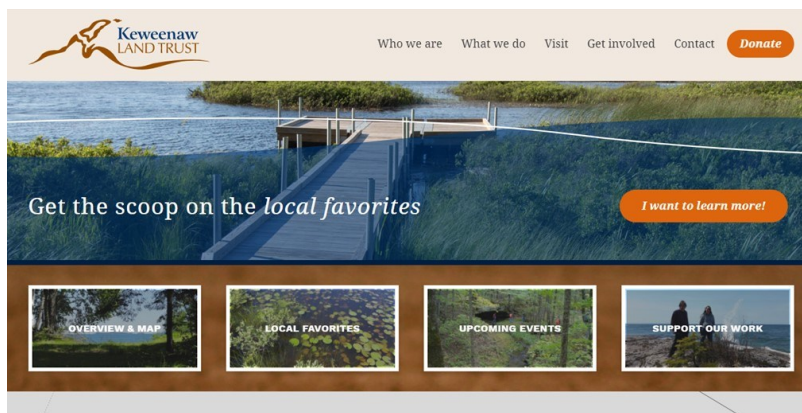 Keweenaw
LAND TRUST
Who we are What we do Visit Get involved Contact Donate
Get the scoop on the local favorites
I want to learn more!
OVERVIEW & MAP
LOCAL FAVORITES
UPCOMING EVENTS
SUPPORT OUR WORK